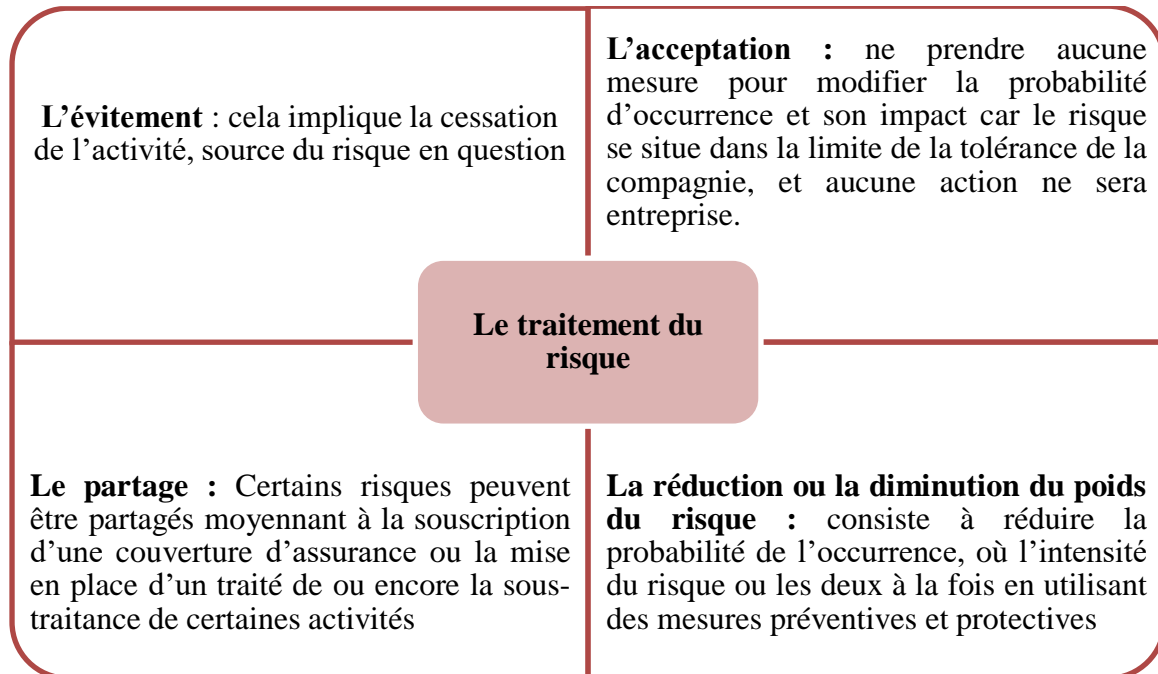 L’évitement : cela implique la cessation
de l’activité, source du risque en question
L’acceptation : ne prendre aucune
mesure pour modifier la probabilité
d’occurrence et son impact car le risque
se situe dans la limite de la tolérance de la
compagnie, et aucune action ne sera
entreprise.
Le traitement du
risque
Le partage : Certains risques peuvent
être partagés moyennant à la souscription
d’une couverture d’assurance ou la mise
en place d’un traité de ou encore la sous-
traitance de certaines activités
La réduction ou la diminution du poids
du risque : consiste à réduire la
probabilité de l’occurrence, où l’intensité
du risque ou les deux à la fois en utilisant
des mesures préventives et protectives